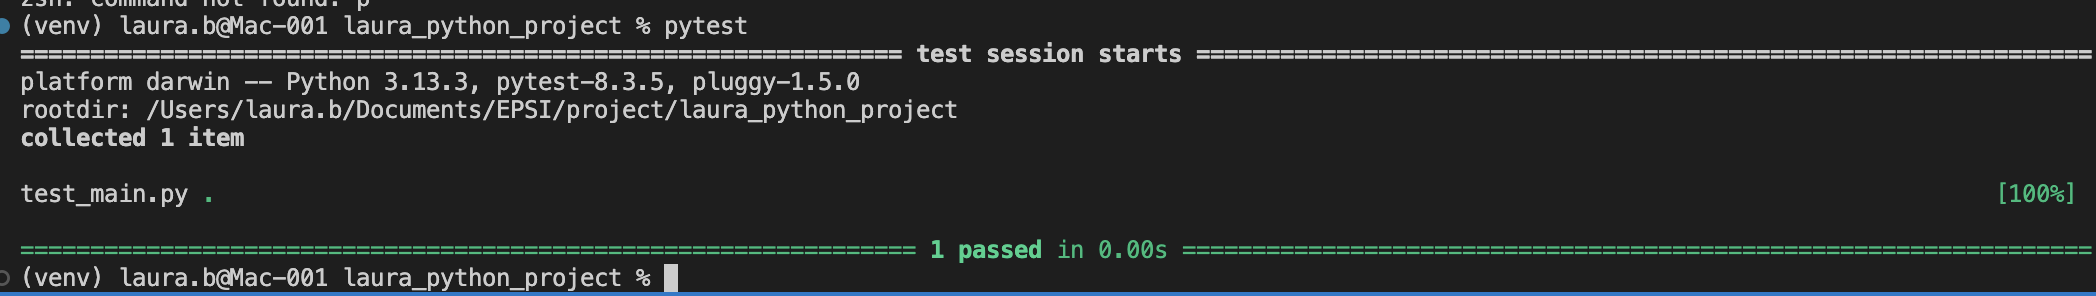 zsh: command not found: p
(venv) laura.b@Mac-001 laura_python_project % pytest
================================================================ test session starts ================================================================
platform darwin -- Python 3.13.3, pytest-8.3.5, pluggy-1.5.0
rootdir: /Users/laura.b/Documents/EPSI/project/laura_python_project
collected 1 item
test_main.py . [100%]
================================================================ 1 passed in 0.00s =================================================================
(venv) laura.b@Mac-001 laura_python_project %